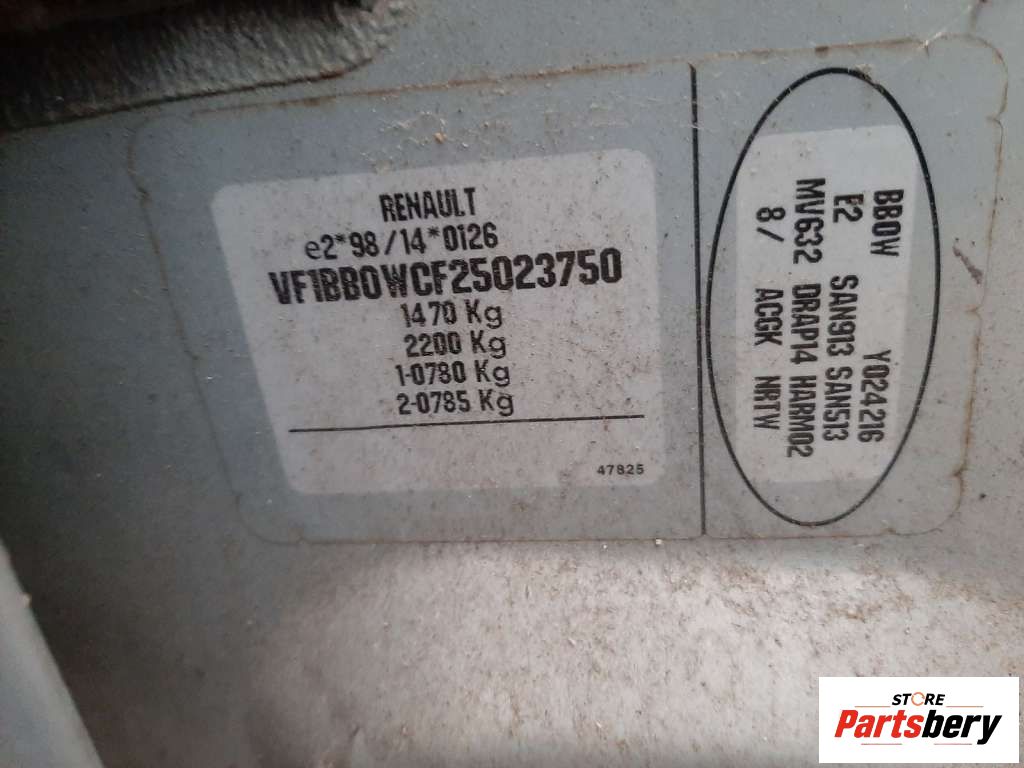 RENAULT
e2*98/14*0126
VF1BB0WCF25023750
1470 Kg
2200 Kg
1-0780 Kg
2-0785 Kg
47825
BB0W Y024216
E2 SAN913 SAN513
MV632 DRAP14 HARM02
8/ ACGK NRTW
STORE
Partsbery